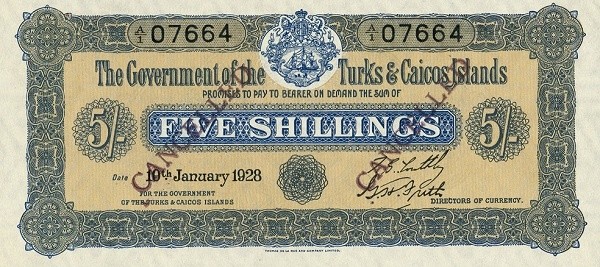 A/1 07664 A/1 07664
The Government of the Turks & Caicos Islands
PROMISES TO PAY TO BEARER ON DEMAND THE SUM OF
5/- FIVE SHILLINGS 5/-
CANCELLED CANCELLED
Date 10th January 1928
FOR THE GOVERNMENT
OF THE TURKS & CAICOS ISLANDS
DIRECTORS OF CURRENCY.
THOMAS DE LA RUE AND COMPANY LIMITED.